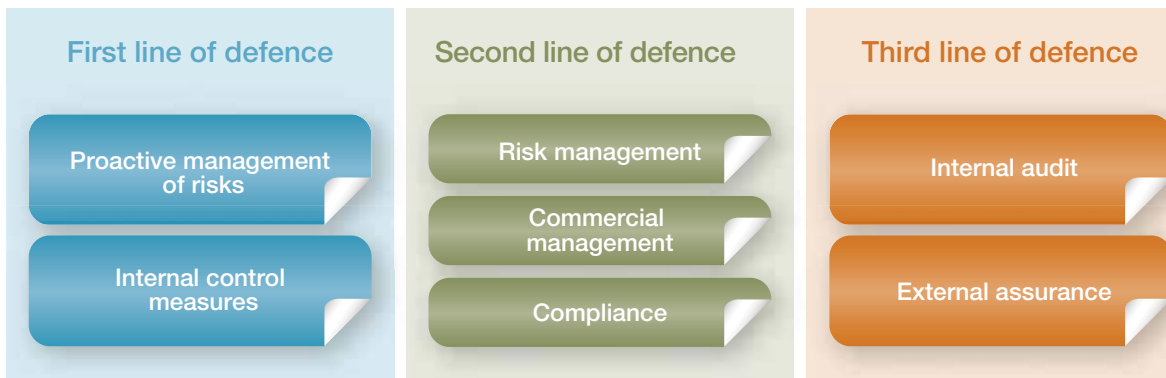 First line of defence
Proactive management
of risks
Internal control
measures
Second line of defence
Risk management
Commercial
management
Compliance
Third line of defence
Internal audit
External assurance